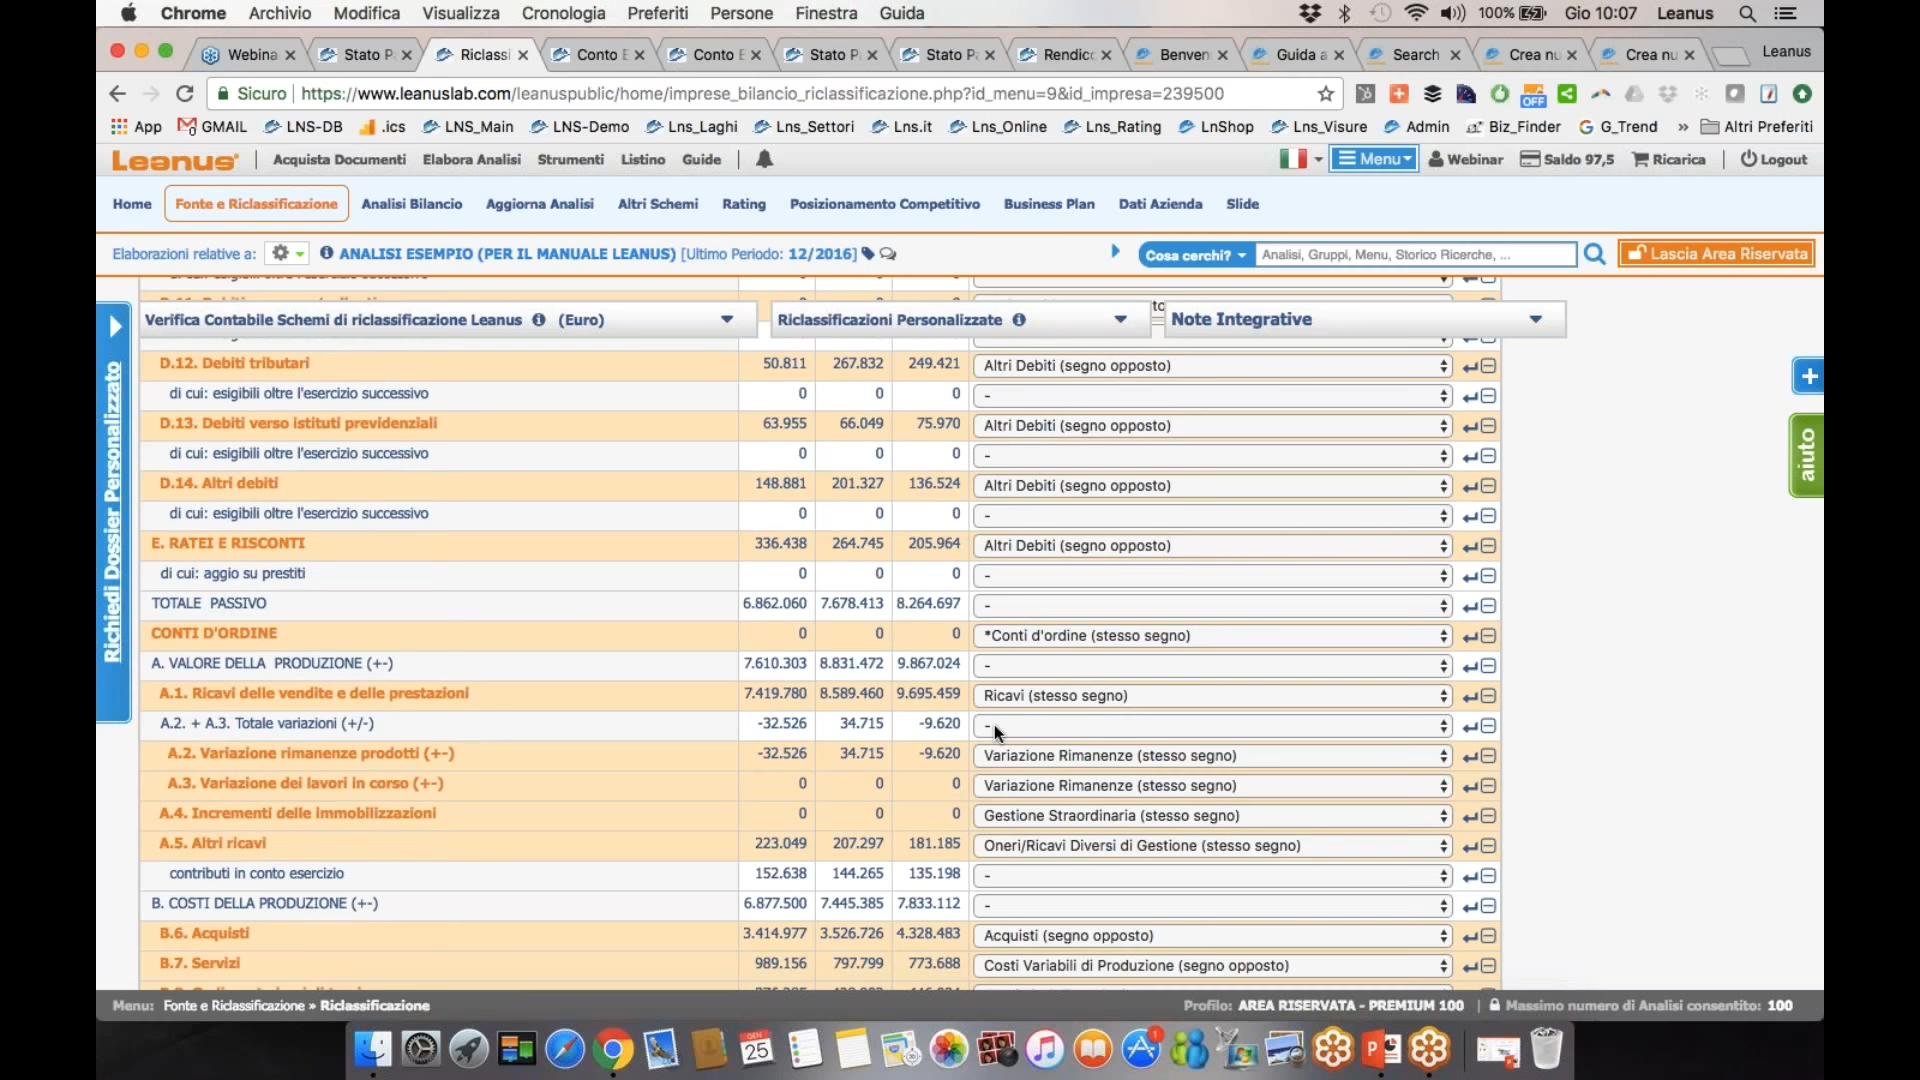 Chrome Archivio Modifica Visualizza Cronologia Preferiti Persone Finestra Guida 100% Gio 10:07 Leanus
Webina Stato P Riclassi Conto E Conto E Stato P Stato P Rendic Benven Guida a Search Crea nu Crea nu Leanus
Sicuro https://www.leanuslab.com/leanuspublic/home/imprese_bilancio_riclassificazione.php?id_menu=9&id_impresa=239500 OFF
App GMAIL LNS-DB .ics LNS_Main LNS-Demo Lns_Laghi Lns_Settori Lns.it Lns_Online Lns_Rating LnShop Lns_Visure Admin Biz_Finder G_Trend » Altri Preferiti
Leanus Acquista Documenti Elabora Analisi Strumenti Listino Guide Menu Webinar Saldo 97,5 Ricarica Logout
Home Fonte e Riclassificazione Analisi Bilancio Aggiorna Analisi Altri Schemi Rating Posizionamento Competitivo Business Plan Dati Azienda Slide
Elaborazioni relative a: ANALISI ESEMPIO (PER IL MANUALE LEANUS) [Ultimo Periodo: 12/2016] Cosa cerchi? Analisi, Gruppi, Menu, Storico Ricerche, ... Lascia Area Riservata
Verifica Contabile Schemi di riclassificazione Leanus (Euro) Riclassificazioni Personalizzate Note Integrative
Richiedi Dossier Personalizzato
aiuto
D.12. Debiti tributari 50.811 267.832 249.421 Altri Debiti (segno opposto)
di cui: esigibili oltre l'esercizio successivo 0 0 0 -
D.13. Debiti verso istituti previdenziali 63.955 66.049 75.970 Altri Debiti (segno opposto)
di cui: esigibili oltre l'esercizio successivo 0 0 0 -
D.14. Altri debiti 148.881 201.327 136.524 Altri Debiti (segno opposto)
di cui: esigibili oltre l'esercizio successivo 0 0 0 -
E. RATEI E RISCONTI 336.438 264.745 205.964 Altri Debiti (segno opposto)
di cui: aggio su prestiti 0 0 0 -
TOTALE PASSIVO 6.862.060 7.678.413 8.264.697 -
CONTI D'ORDINE 0 0 0 *Conti d'ordine (stesso segno)
A. VALORE DELLA PRODUZIONE (+-) 7.610.303 8.831.472 9.867.024 -
A.1. Ricavi delle vendite e delle prestazioni 7.419.780 8.589.460 9.695.459 Ricavi (stesso segno)
A.2. + A.3. Totale variazioni (+/-) -32.526 34.715 -9.620 -
A.2. Variazione rimanenze prodotti (+-) -32.526 34.715 -9.620 Variazione Rimanenze (stesso segno)
A.3. Variazione dei lavori in corso (+-) 0 0 0 Variazione Rimanenze (stesso segno)
A.4. Incrementi delle immobilizzazioni 0 0 0 Gestione Straordinaria (stesso segno)
A.5. Altri ricavi 223.049 207.297 181.185 Oneri/Ricavi Diversi di Gestione (stesso segno)
contributi in conto esercizio 152.638 144.265 135.198 -
B. COSTI DELLA PRODUZIONE (+-) 6.877.500 7.445.385 7.833.112 -
B.6. Acquisti 3.414.977 3.526.726 4.328.483 Acquisti (segno opposto)
B.7. Servizi 989.156 797.799 773.688 Costi Variabili di Produzione (segno opposto)
Menu: Fonte e Riclassificazione » Riclassificazione Profilo: AREA RISERVATA - PREMIUM 100 | Massimo numero di Analisi consentito: 100
GEN 25 1